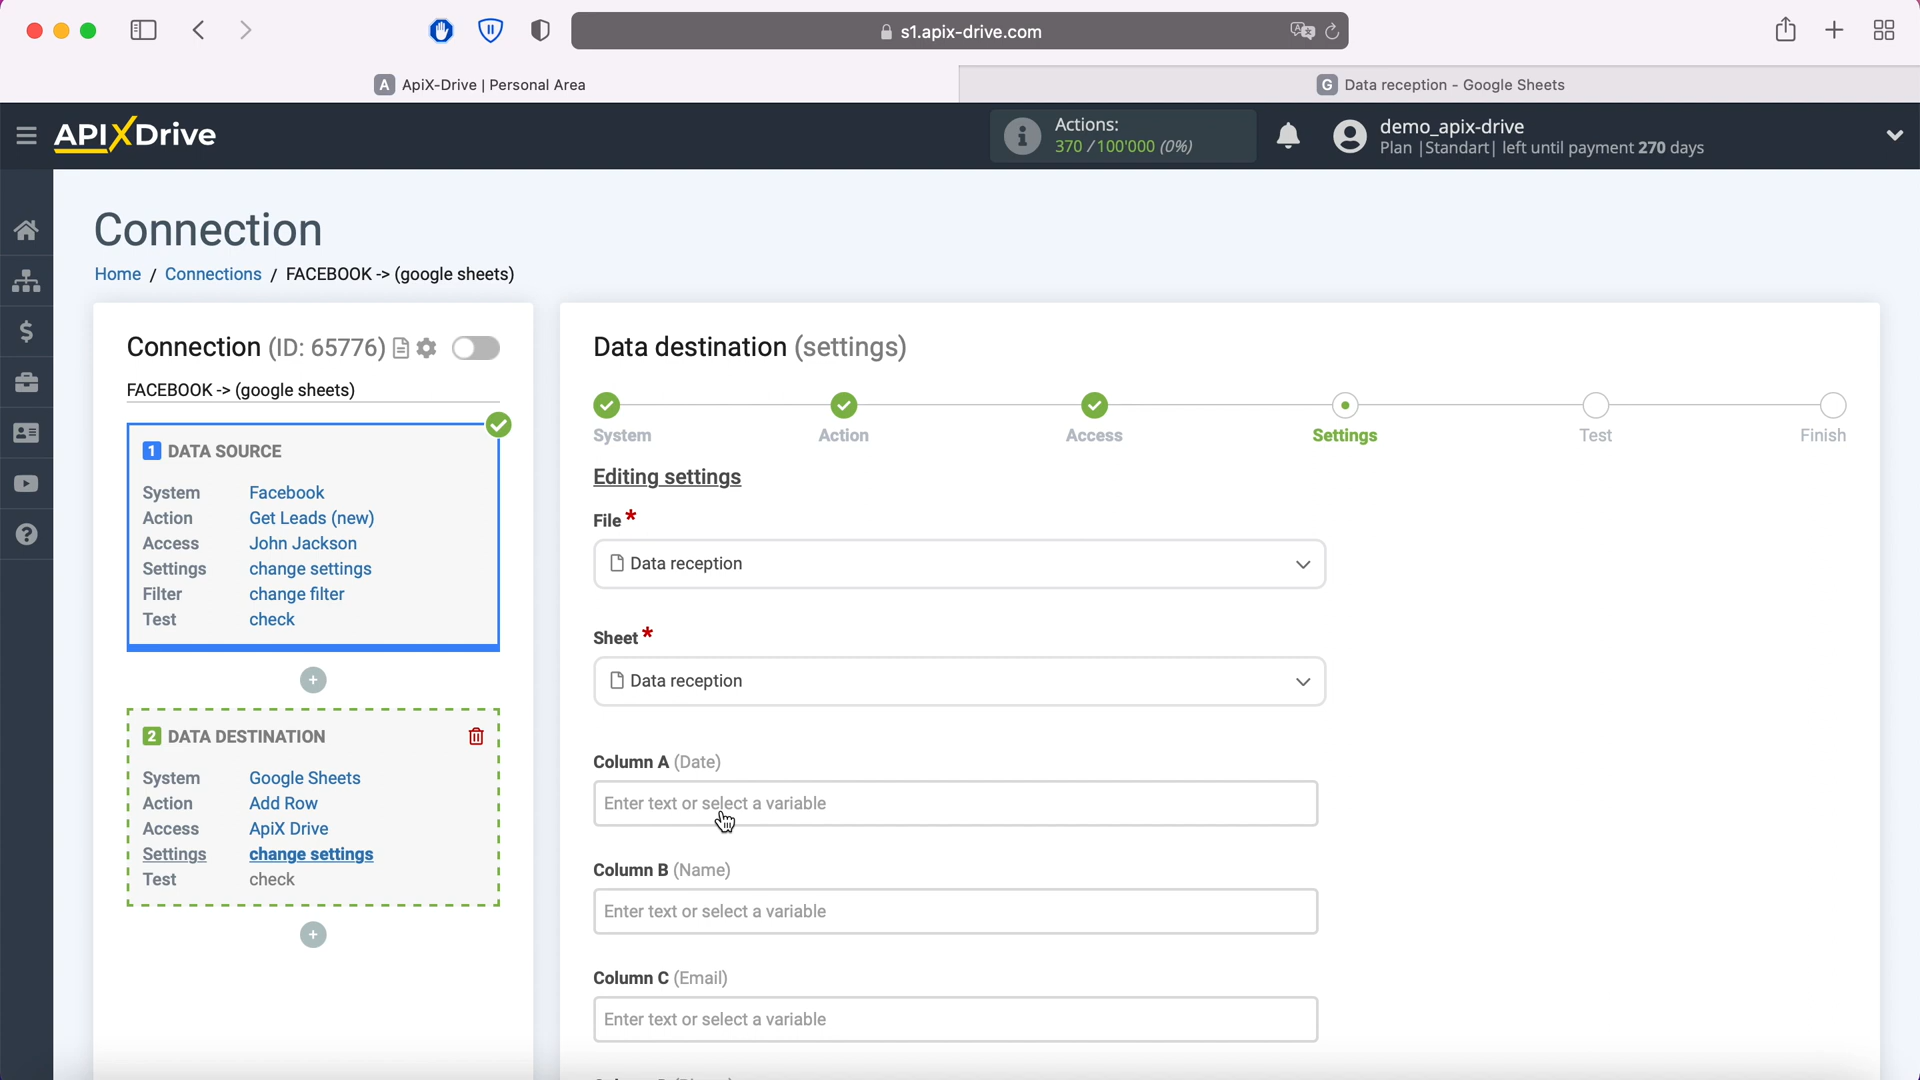 s1.apix-drive.com
A ApiX-Drive | Personal Area
G Data reception - Google Sheets
APIXDrive
Actions:
370 / 100'000 (0%)
demo_apix-drive
Plan |Standart| left until payment 270 days
Connection
Home / Connections / FACEBOOK -> (google sheets)
Connection (ID: 65776)
FACEBOOK -> (google sheets)
1 DATA SOURCE
System Facebook
Action Get Leads (new)
Access John Jackson
Settings change settings
Filter change filter
Test check
+
2 DATA DESTINATION
System Google Sheets
Action Add Row
Access ApiX Drive
Settings change settings
Test check
+
Data destination (settings)
System Action Access Settings Test Finish
Editing settings
File *
Data reception
Sheet *
Data reception
Column A (Date)
Enter text or select a variable
Column B (Name)
Enter text or select a variable
Column C (Email)
Enter text or select a variable